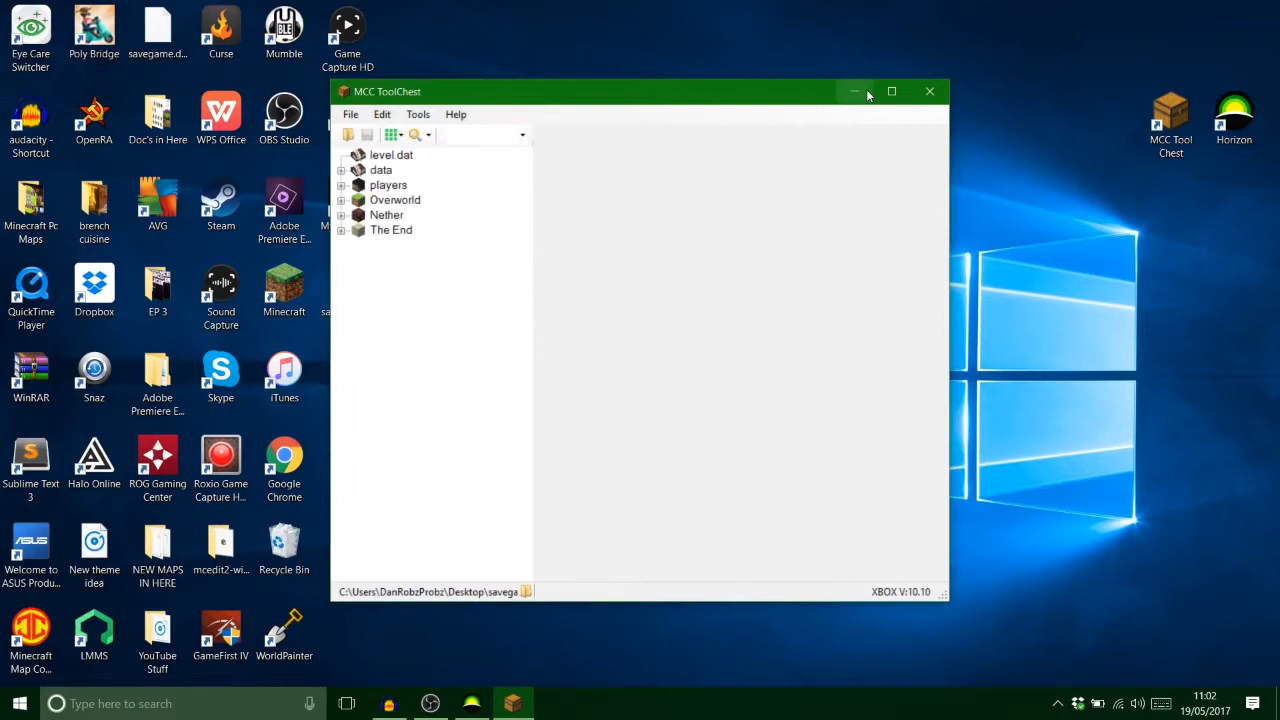 Eye Care
Switcher
Poly Bridge
savegame.d...
Curse
Mumble
Game
Capture HD
audacity -
Shortcut
OpenRA
Doc's in Here
WPS Office
OBS Studio
Minecraft Pc
Maps
brench
cuisine
AVG
Steam
Adobe
Premiere E...
QuickTime
Player
Dropbox
EP 3
Sound
Capture
Minecraft
WinRAR
Snaz
Adobe
Premiere E...
Skype
iTunes
Sublime Text
3
Halo Online
ROG Gaming
Center
Roxio Game
Capture H...
Google
Chrome
Welcome to
ASUS Produ...
New theme
idea
NEW MAPS
IN HERE
mcedit2-wi...
Recycle Bin
Minecraft
Map Co...
LMMS
YouTube
Stuff
GameFirst IV
WorldPainter
MCC ToolChest
File Edit Tools Help
level.dat
data
players
Overworld
Nether
The End
C:\Users\DanRobzProbz\Desktop\savega
XBOX V:10.10
MCC Tool
Chest
Horizon
Type here to search
11:02
19/05/2017